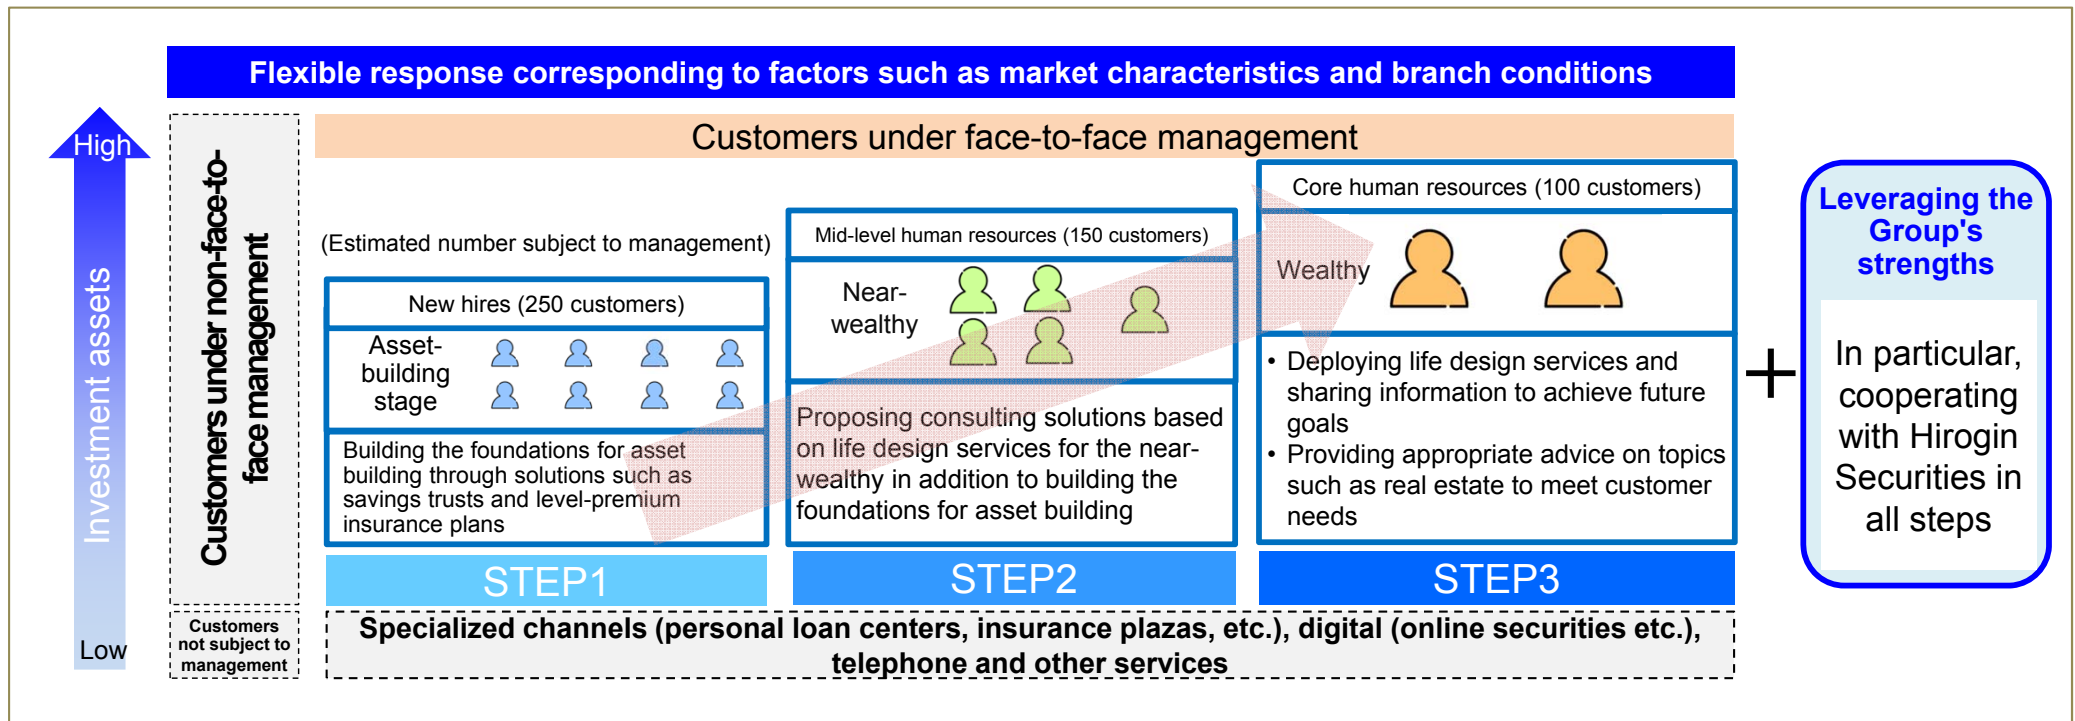 Flexible response corresponding to factors such as market characteristics and branch conditions
High
Investment assets
Low
Customers under non-face-to-
face management
Customers
not subject to
management
Customers under face-to-face management
(Estimated number subject to management)
New hires (250 customers)
Asset-
building
stage
Building the foundations for asset
building through solutions such as
savings trusts and level-premium
insurance plans
STEP1
Mid-level human resources (150 customers)
Near-
wealthy
Proposing consulting solutions based
on life design services for the near-
wealthy in addition to building the
foundations for asset building
STEP2
Core human resources (100 customers)
Wealthy
• Deploying life design services and
sharing information to achieve future
goals
• Providing appropriate advice on topics
such as real estate to meet customer
needs
STEP3
Specialized channels (personal loan centers, insurance plazas, etc.), digital (online securities etc.),
telephone and other services
+
Leveraging the
Group's
strengths
In particular,
cooperating
with Hirogin
Securities in
all steps